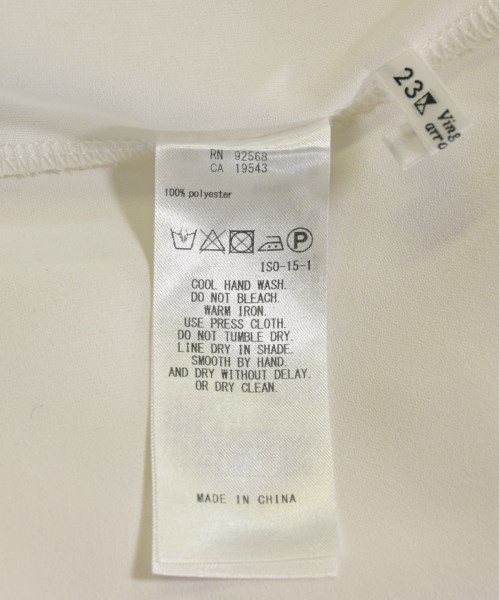 RN 92568
CA 19543
100% polyester
P
ISO-15-1
COOL HAND WASH.
DO NOT BLEACH.
WARM IRON.
USE PRESS CLOTH.
DO NOT TUMBLE DRY.
LINE DRY IN SHADE.
SMOOTH BY HAND.
AND DRY WITHOUT DELAY.
OR DRY CLEAN.
MADE IN CHINA
23
Ving
arro